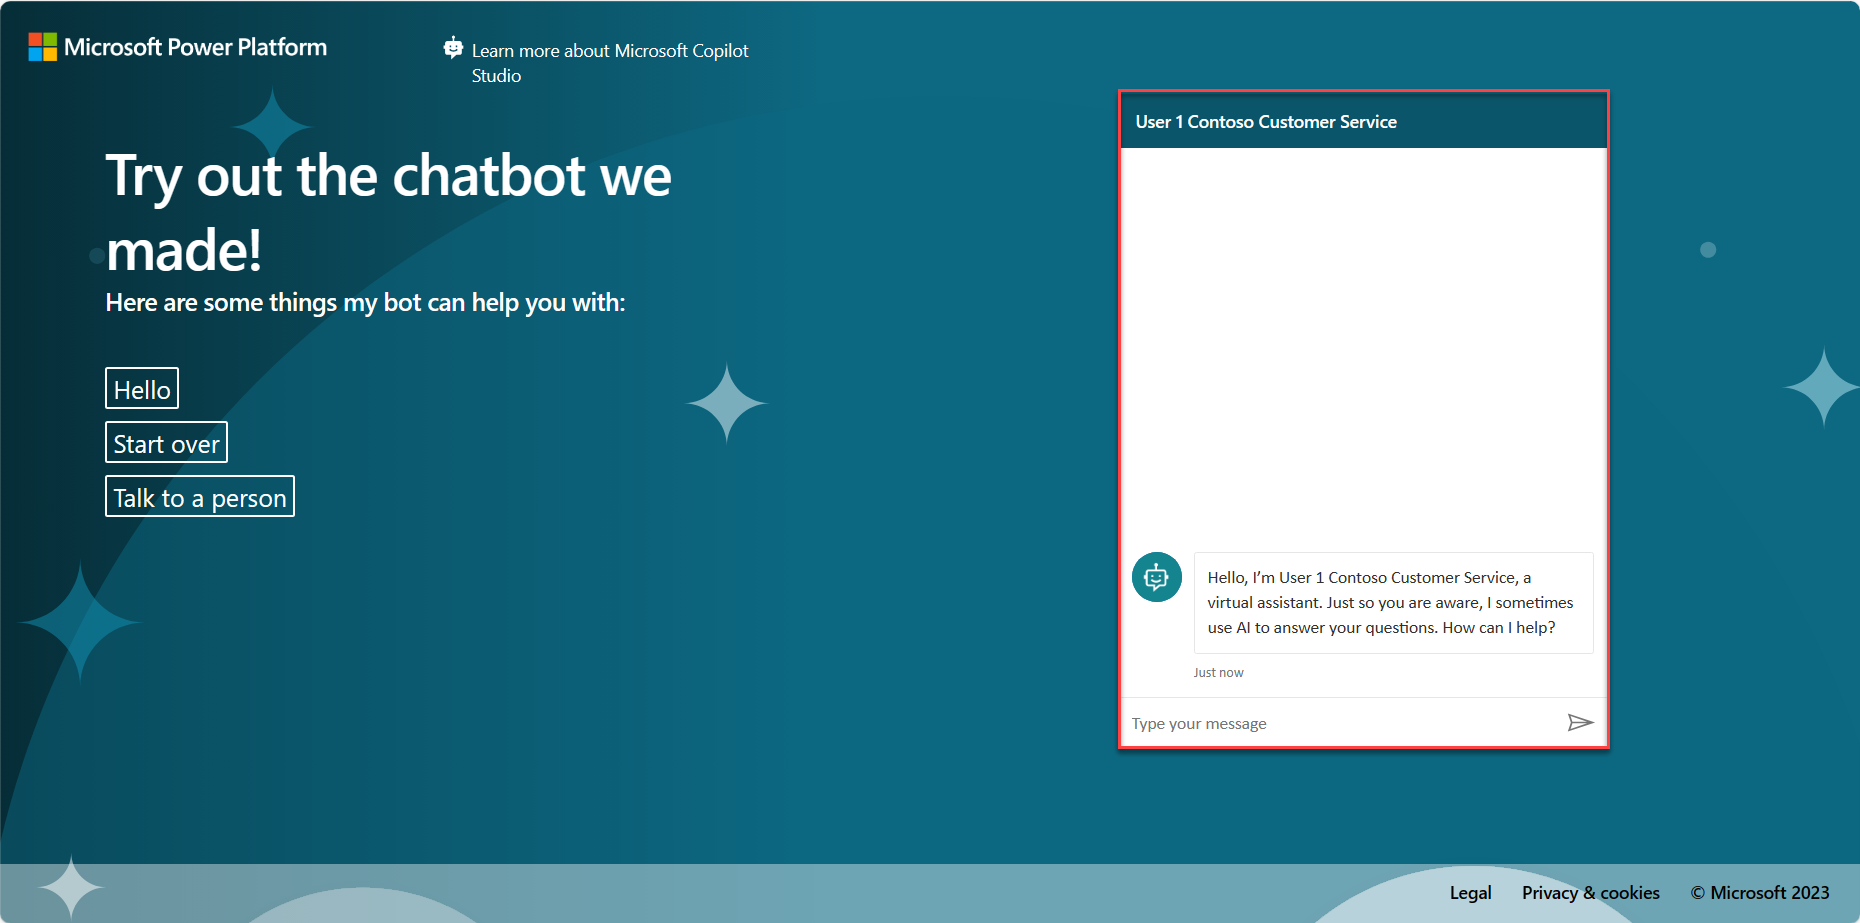 Microsoft Power Platform
Learn more about Microsoft Copilot
Studio
Try out the chatbot we
made!
Here are some things my bot can help you with:
Hello
Start over
Talk to a person
User 1 Contoso Customer Service
Hello, I’m User 1 Contoso Customer Service, a
virtual assistant. Just so you are aware, I sometimes
use AI to answer your questions. How can I help?
Just now
Type your message
Legal
Privacy & cookies
© Microsoft 2023